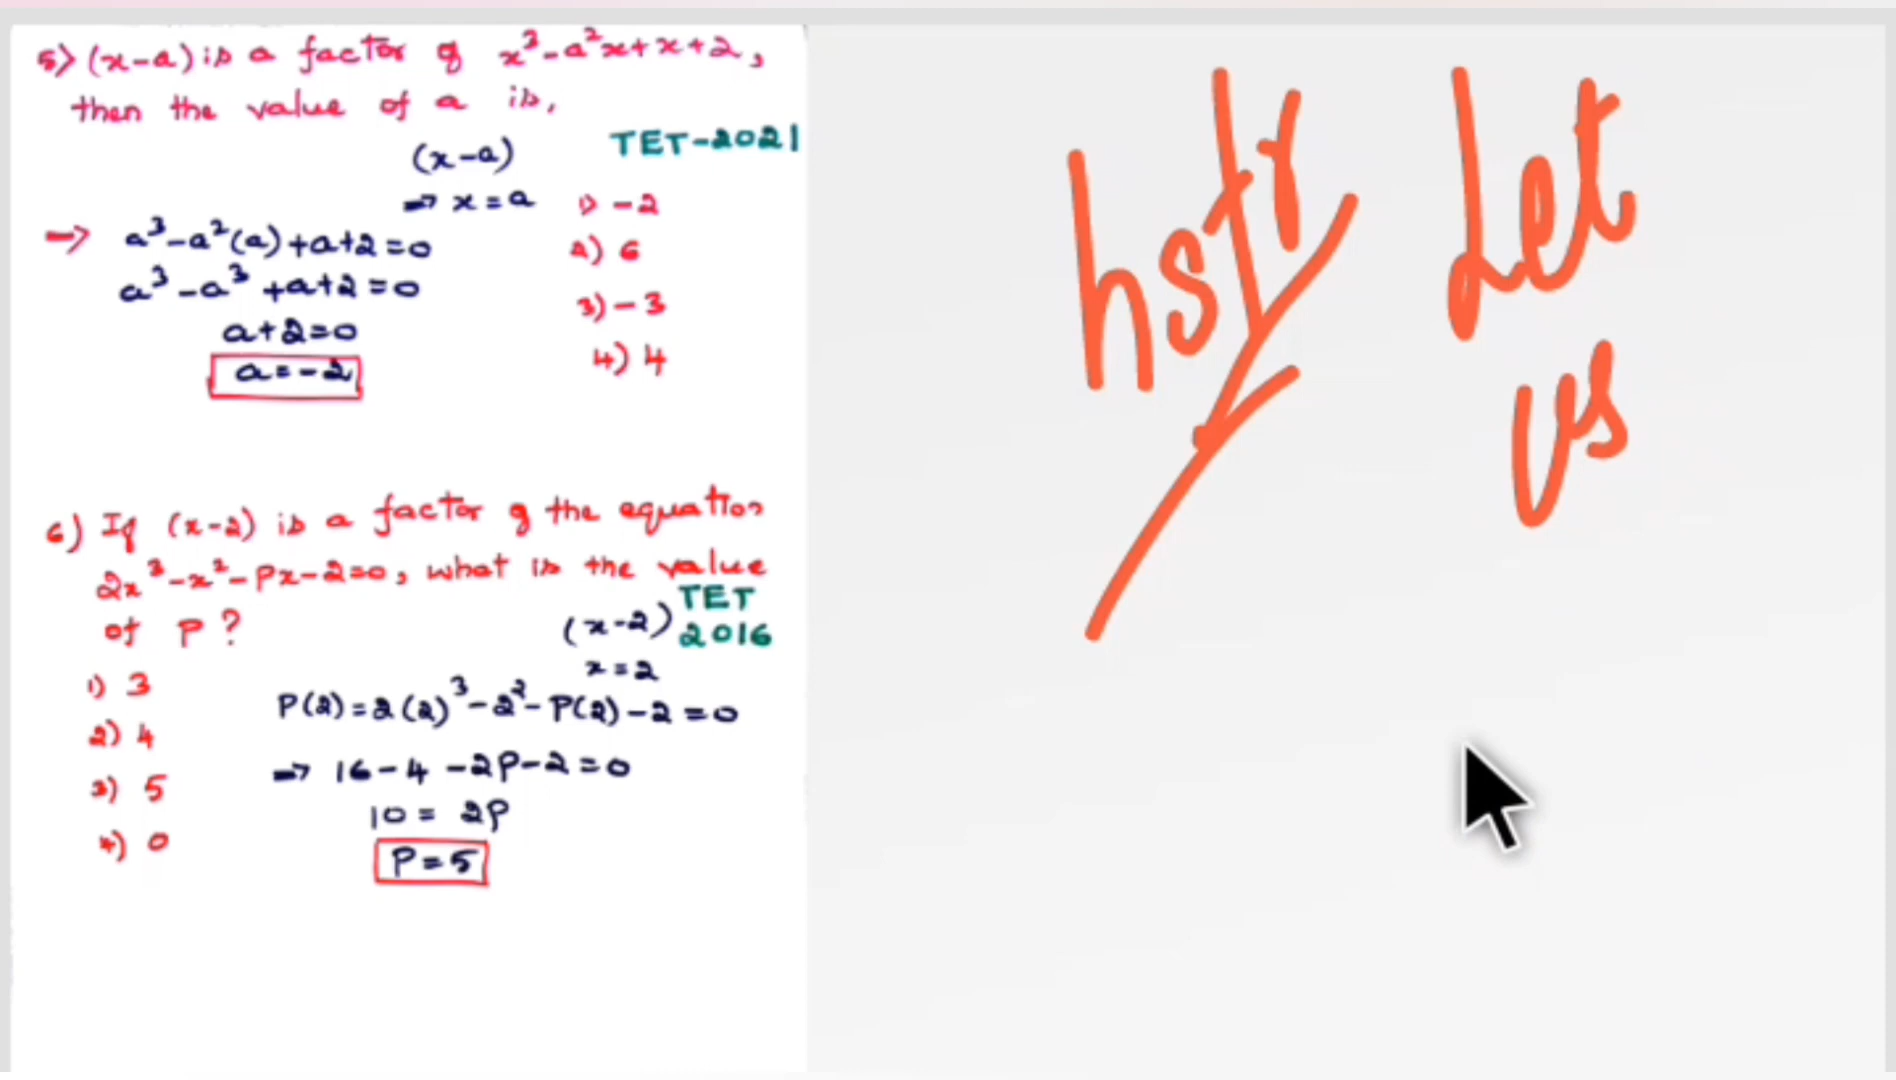 5) (x-a) is a factor of x³-a²x+x+2,
then the value of a is,
TET-2021
(x-a)
→ x=a
1) -2
2) 6
3) -3
4) 4
→ a³-a²(a)+a+2=0
a³-a³+a+2=0
a+2=0
a=-2
6) If (x-2) is a factor of the equation
2x³-x²-Px-2=0, what is the value
of P?
TET
2016
(x-2)
x=2
1) 3
2) 4
3) 5
4) 0
P(2)=2(2)³-2²-P(2)-2=0
→ 16-4-2P-2=0
10=2P
P=5
Let
us